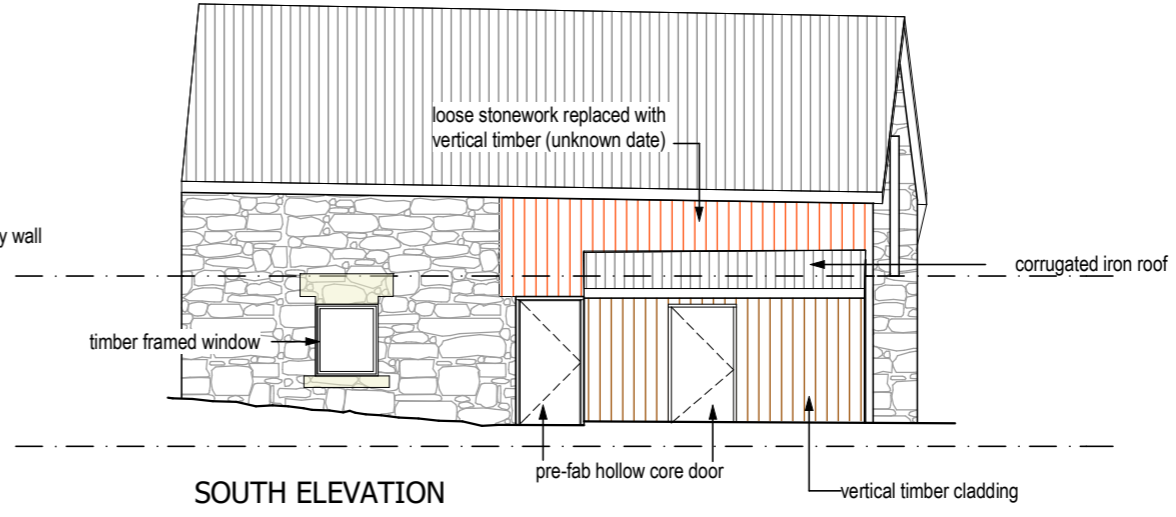 loose stonework replaced with
vertical timber (unknown date)
y wall
corrugated iron roof
timber framed window
pre-fab hollow core door
vertical timber cladding
SOUTH ELEVATION